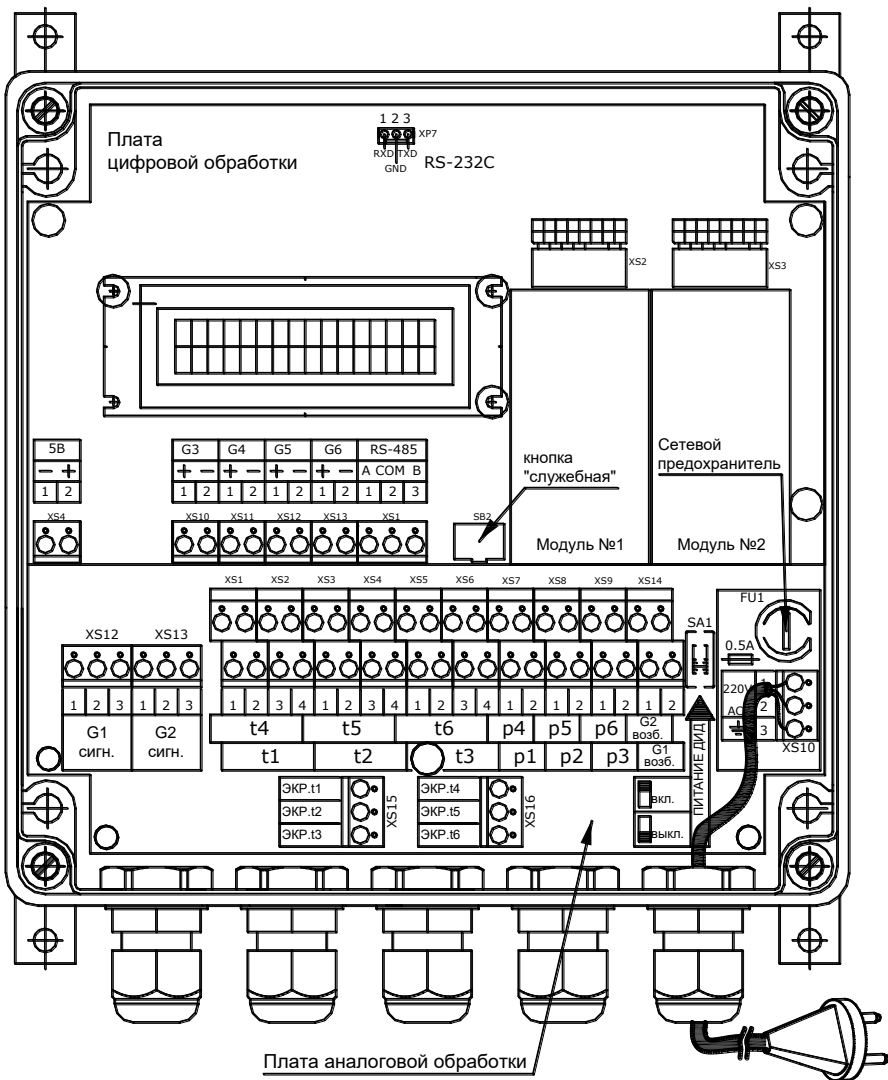 1 2 3
XP7
RXD TXD
GND
RS-232C
Плата
цифровой обработки
XS2
XS3
5В
G3 G4 G5 G6 RS-485
− + + − + − + − + − A COM B
1 2 1 2 1 2 1 2 1 2 1 2 3
XS4 XS10 XS11 XS12 XS13 XS1
SB2
кнопка
"служебная"
Сетевой
предохранитель
Модуль №1
Модуль №2
XS1 XS2 XS3 XS4 XS5 XS6 XS7 XS8 XS9 XS14
SA1
FU1
0.5А
XS12 XS13
1 2 3 1 2 3
G1
сигн.
G2
сигн.
1 2 3 4 1 2 3 4 1 2 3 4 1 2 1 2 1 2 1 2
t4 t5 t6 p4 p5 p6 G2
возб.
t1 t2 t3 p1 p2 p3 G1
возб.
220V
AC
1
2
3
XS10
ПИТАНИЕ ДИД
ЭКР.t1
ЭКР.t2
ЭКР.t3
XS15
ЭКР.t4
ЭКР.t5
ЭКР.t6
XS16
вкл.
выкл.
Плата аналоговой обработки